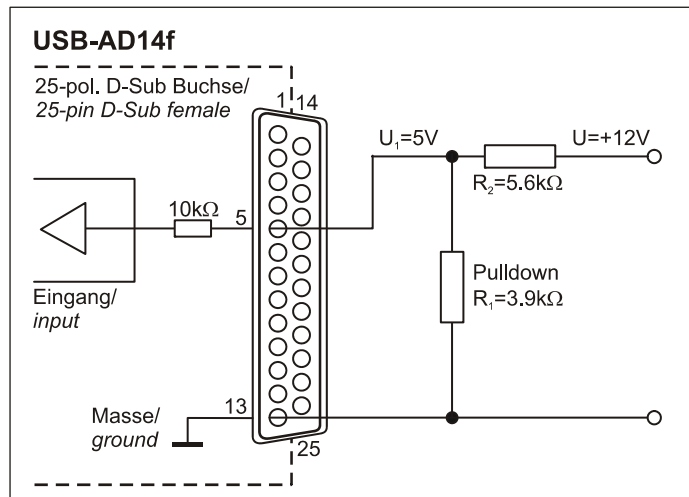 USB-AD14f
25-pol. D-Sub Buchse/
25-pin D-Sub female
1 14
U₁=5V
U=+12V
R₂=5.6kΩ
10kΩ
5
Pulldown
R₁=3.9kΩ
Eingang/
input
13
Masse/
ground
25